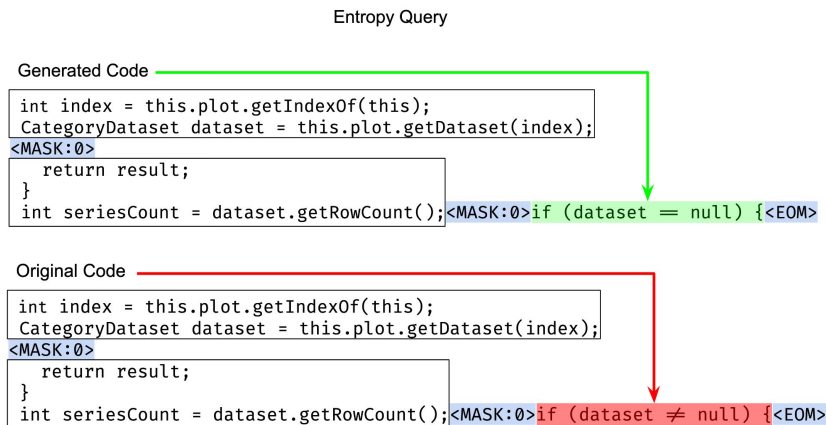 Entropy Query
Generated Code
int index = this.plot.getIndexOf(this);
CategoryDataset dataset = this.plot.getDataset(index);
<MASK:0>
return result;
}
int seriesCount = dataset.getRowCount();<MASK:0>if (dataset == null) {<EOM>
Original Code
int index = this.plot.getIndexOf(this);
CategoryDataset dataset = this.plot.getDataset(index);
<MASK:0>
return result;
}
int seriesCount = dataset.getRowCount();<MASK:0>if (dataset ≠ null) {<EOM>